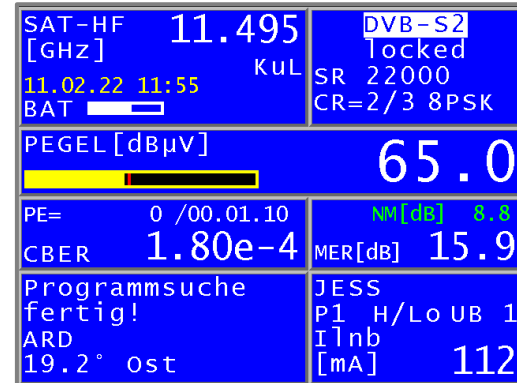 SAT-HF 11.495
[GHz]
KuL
11.02.22 11:55
BAT
DVB-S2
locked
SR 22000
CR=2/3 8PSK
PEGEL[dBµV]
65.0
PE= 0 /00.01.10
CBER 1.80e-4
NM[dB] 8.8
MER[dB] 15.9
Programmsuche
fertig!
ARD
19.2° Ost
JESS
P1 H/Lo UB 1
Ilnb
[mA] 112